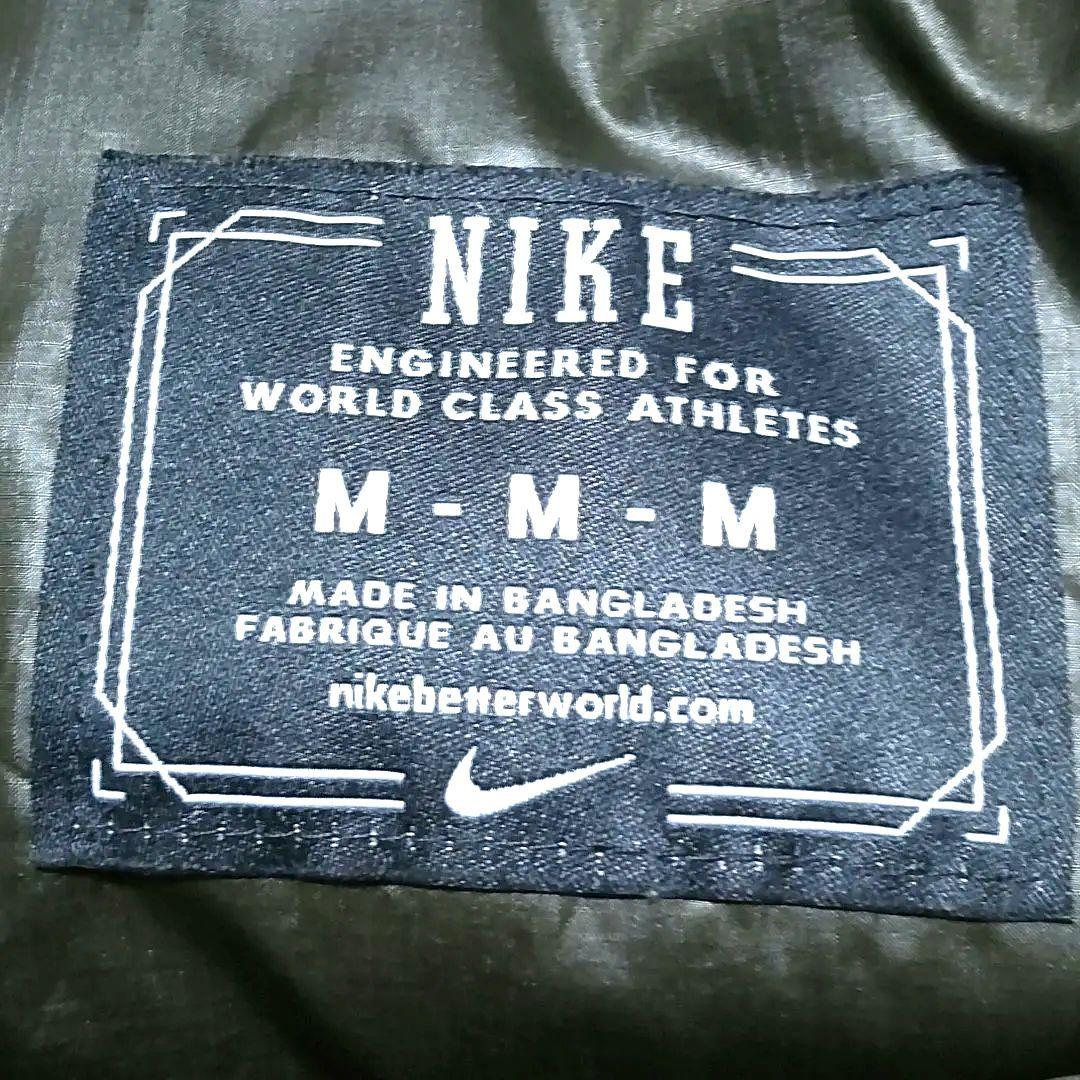 NIKE
ENGINEERED FOR
WORLD CLASS ATHLETES
M - M - M
MADE IN BANGLADESH
FABRIQUE AU BANGLADESH
nikebetterworld.com